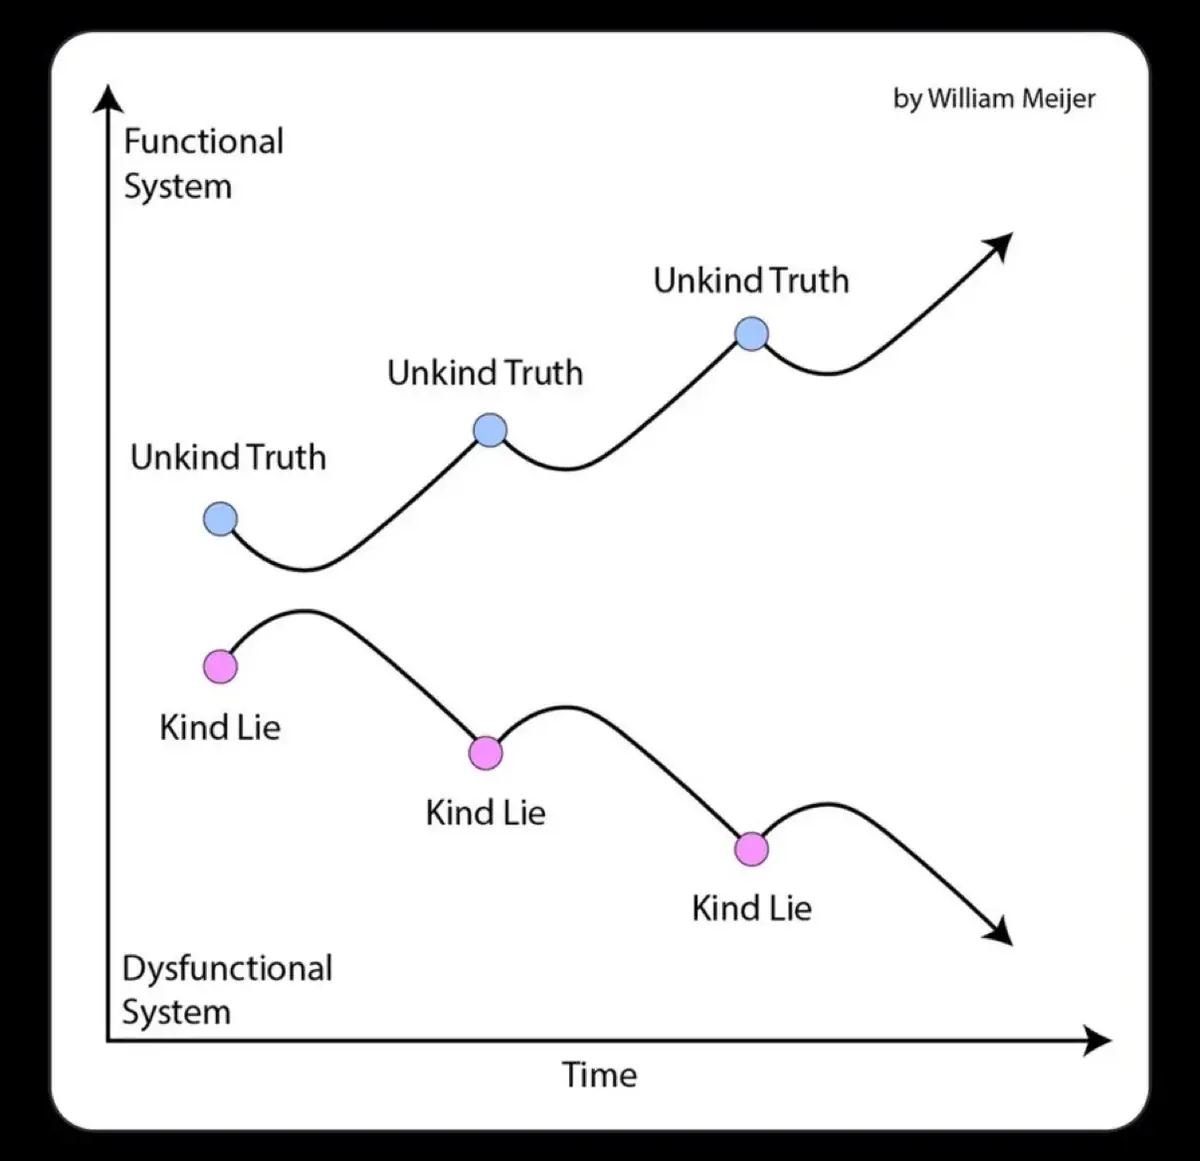 by William Meijer
Functional
System
Unkind Truth
Unkind Truth
Unkind Truth
Kind Lie
Kind Lie
Kind Lie
Dysfunctional
System
Time